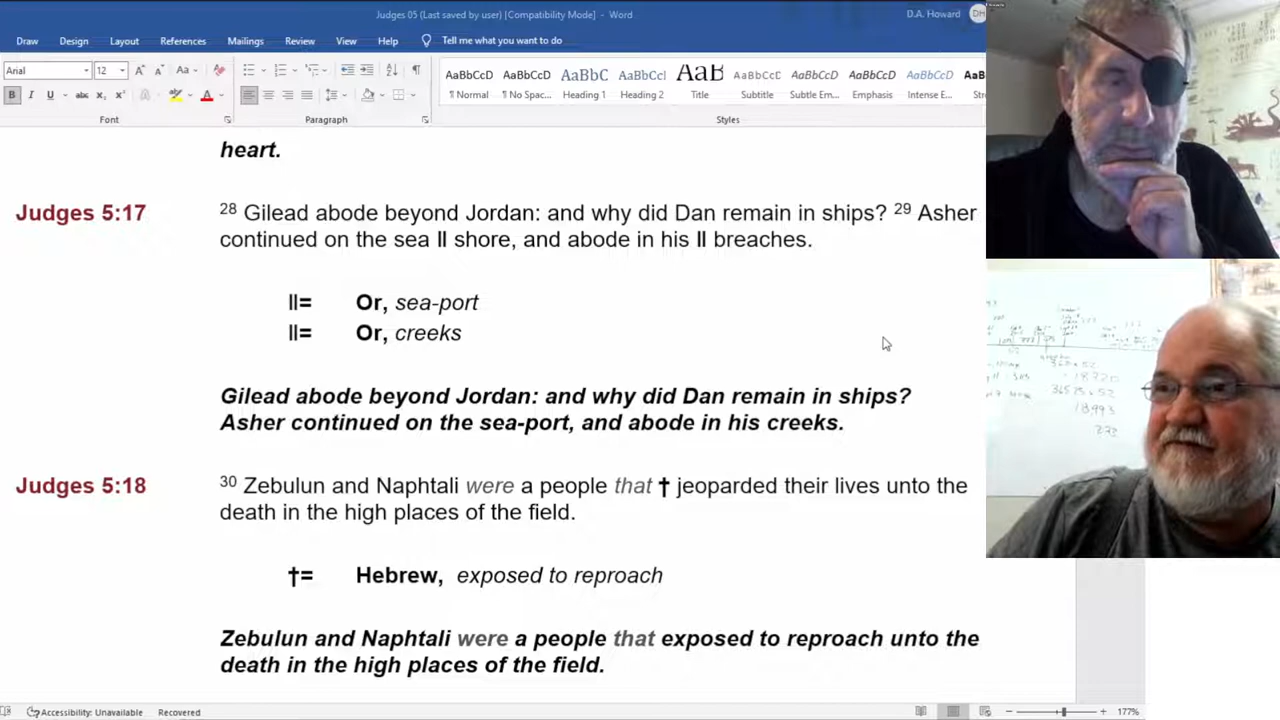 Judges 05 (Last saved by user) [Compatibility Mode] - Word
D.A. Howard
DH
Draw Design Layout References Mailings Review View Help Tell me what you want to do
Arial 12
Aa
B I U abc x₂ x² A A
AaBbCcD AaBbCcD AaBbC AaBbCcI AaB AaBbCcD AaBbCcD AaBbCcD AaBbCcD
¶ Normal ¶ No Spac... Heading 1 Heading 2 Title Subtitle Subtle Em... Emphasis Intense E...
Font Paragraph Styles
heart.
Judges 5:17
28 Gilead abode beyond Jordan: and why did Dan remain in ships? 29 Asher
continued on the sea ‖ shore, and abode in his ‖ breaches.
‖= Or, sea-port
‖= Or, creeks
Gilead abode beyond Jordan: and why did Dan remain in ships?
Asher continued on the sea-port, and abode in his creeks.
Judges 5:18
30 Zebulun and Naphtali were a people that † jeoparded their lives unto the
death in the high places of the field.
†= Hebrew, exposed to reproach
Zebulun and Naphtali were a people that exposed to reproach unto the
death in the high places of the field.
18720
18993
Accessibility: Unavailable Recovered
177%